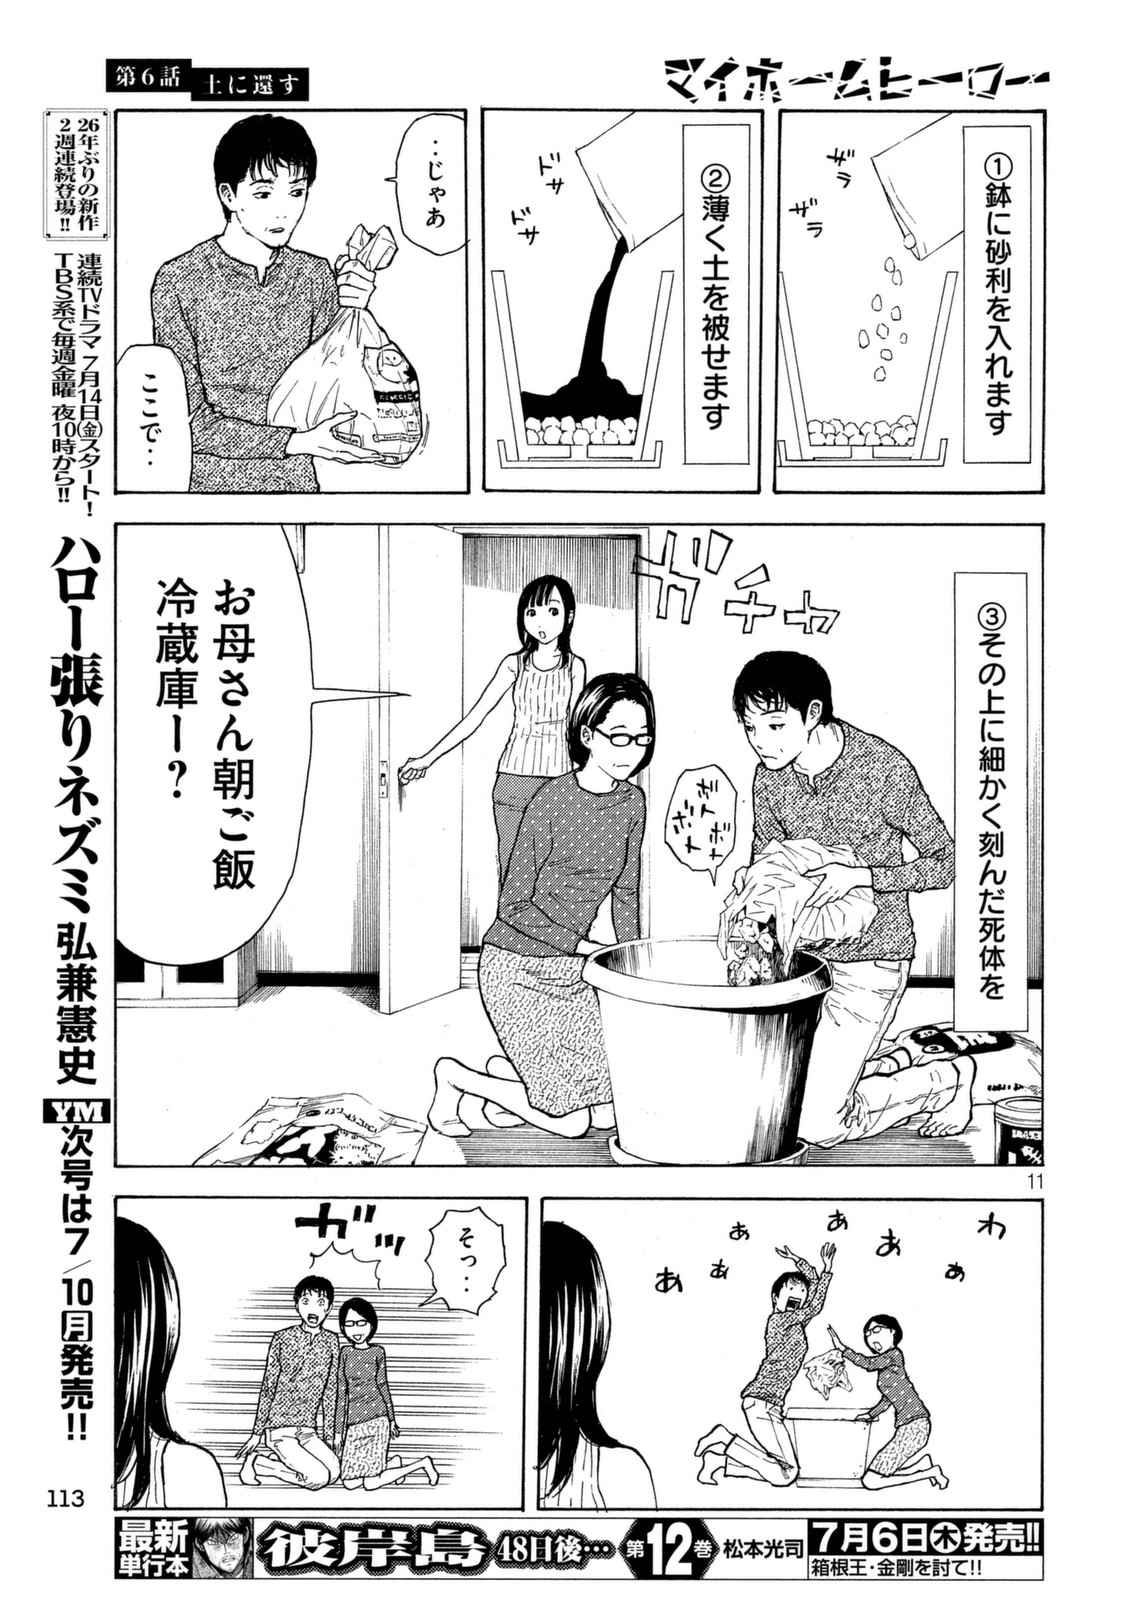 第6話
土に還す
マイホームヒーロー
①鉢に砂利を入れます
ザラ
ザラ
②薄く土を被せます
ドサ
ドサ
‥じゃあ
ここで‥
③その上に細かく刻んだ死体を
ガチャ
ボトボト
ボト
お母さん朝ご飯
冷蔵庫ー?
11
わ
あ
あ
あ
あ
あ
あ
そっ‥
ガバ
26年ぶりの新作
2週連続登場!!
連続TVドラマ 7月14日㊎スタート!
TBS系で毎週金曜 夜10時から!!
ハロー張りネズミ 弘兼憲史
YM次号は7/10月発売!!
113
最新
単行本
彼岸島 48日後… 第12巻 松本光司
7月6日木発売!!
箱根王・金剛を討て!!